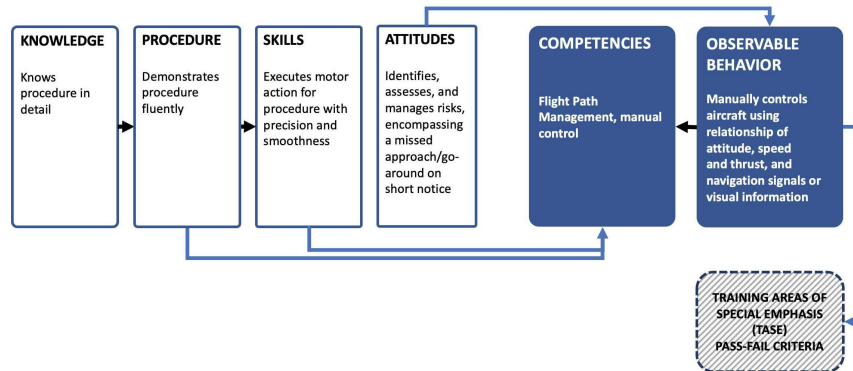 KNOWLEDGE
Knows
procedure in
detail
PROCEDURE
Demonstrates
procedure
fluently
SKILLS
Executes motor
action for
procedure with
precision and
smoothness
ATTITUDES
Identifies,
assesses, and
manages risks,
encompassing
a missed
approach/go-
around on
short notice
COMPETENCIES
Flight Path
Management, manual
control
OBSERVABLE
BEHAVIOR
Manually controls
aircraft using
relationship of
attitude, speed
and thrust, and
navigation signals or
visual information
TRAINING AREAS OF
SPECIAL EMPHASIS
(TASE)
PASS-FAIL CRITERIA